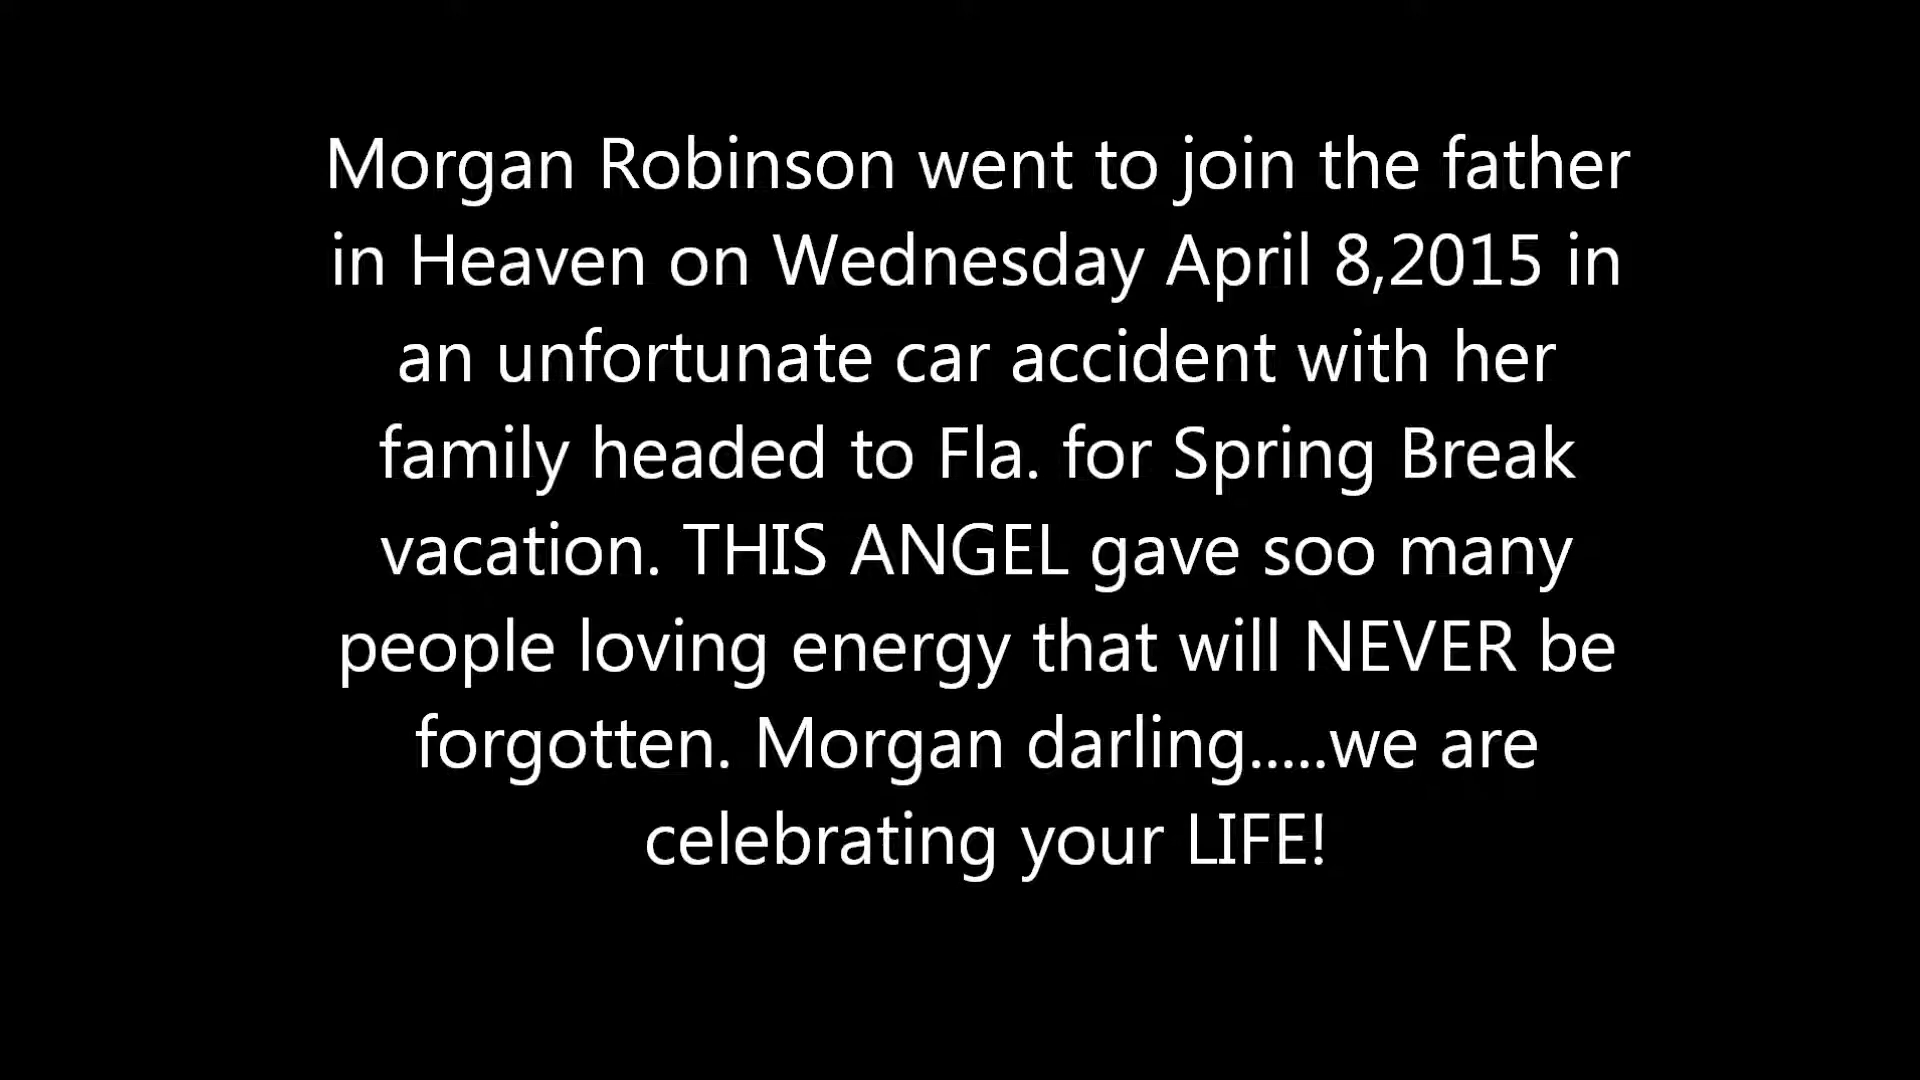 Morgan Robinson went to join the father
in Heaven on Wednesday April 8,2015 in
an unfortunate car accident with her
family headed to Fla. for Spring Break
vacation. THIS ANGEL gave soo many
people loving energy that will NEVER be
forgotten. Morgan darling.....we are
celebrating your LIFE!